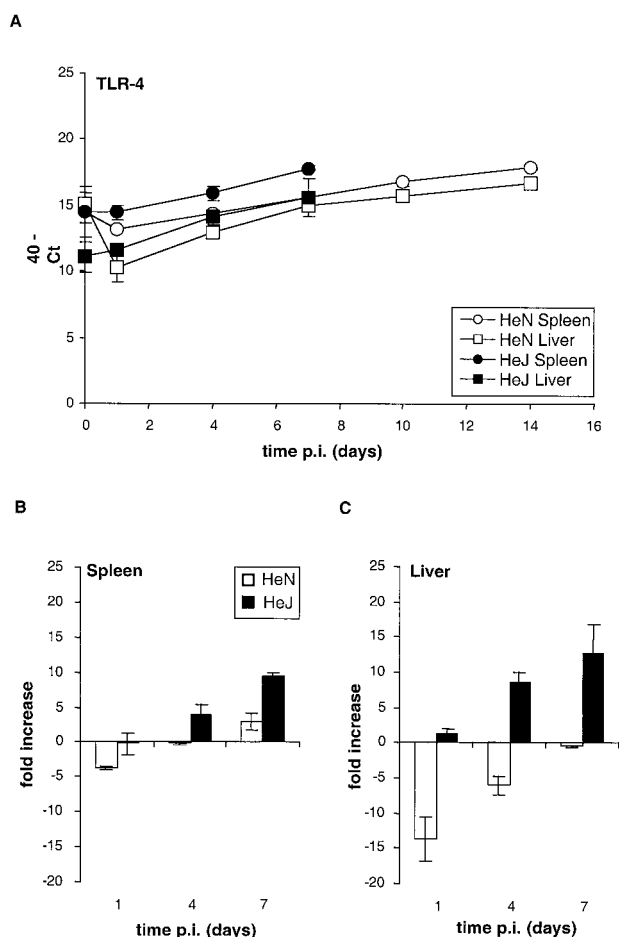 A
TLR-4
25
20
15
10
5
0
40 -
Ct
HeN Spleen
HeN Liver
HeJ Spleen
HeJ Liver
0 2 4 6 8 10 12 14 16
time p.i. (days)
B
Spleen
HeN
HeJ
25
20
15
10
5
0
-5
-10
-15
-20
fold increase
1 4 7
time p.i. (days)
C
Liver
25
20
15
10
5
0
-5
-10
-15
-20
fold increase
1 4 7
time p.i. (days)